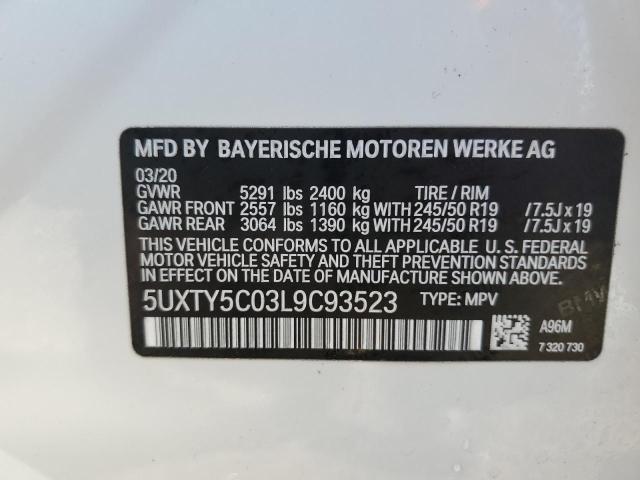 MFD BY BAYERISCHE MOTOREN WERKE AG
03/20
GVWR 5291 lbs 2400 kg TIRE / RIM
GAWR FRONT 2557 lbs 1160 kg WITH 245/50 R19 /7.5J x 19
GAWR REAR 3064 lbs 1390 kg WITH 245/50 R19 /7.5J x 19
THIS VEHICLE CONFORMS TO ALL APPLICABLE U. S. FEDERAL
MOTOR VEHICLE SAFETY AND THEFT PREVENTION
STANDARDS IN EFFECT ON THE DATE OF MANUFACTURE SHOWN ABOVE.
5UXTY5C03L9C93523 TYPE: MPV
BMW
A96M
7 320 730